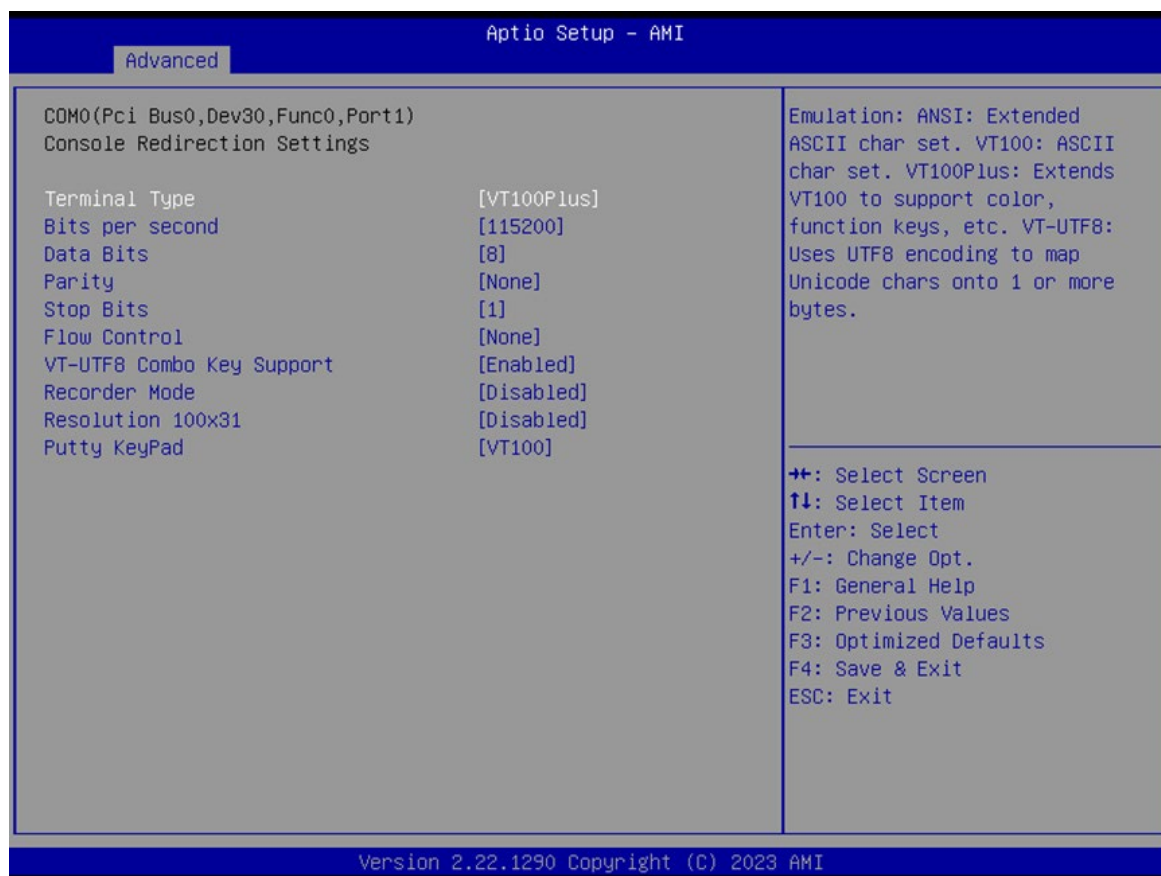 Aptio Setup – AMI
Advanced
COM0(Pci Bus0,Dev30,Func0,Port1)
Console Redirection Settings
Terminal Type [VT100Plus]
Bits per second [115200]
Data Bits [8]
Parity [None]
Stop Bits [1]
Flow Control [None]
VT-UTF8 Combo Key Support [Enabled]
Recorder Mode [Disabled]
Resolution 100x31 [Disabled]
Putty KeyPad [VT100]
Emulation: ANSI: Extended
ASCII char set. VT100: ASCII
char set. VT100Plus: Extends
VT100 to support color,
function keys, etc. VT-UTF8:
Uses UTF8 encoding to map
Unicode chars onto 1 or more
bytes.
→←: Select Screen
↑↓: Select Item
Enter: Select
+/-: Change Opt.
F1: General Help
F2: Previous Values
F3: Optimized Defaults
F4: Save & Exit
ESC: Exit
Version 2.22.1290 Copyright (C) 2023 AMI